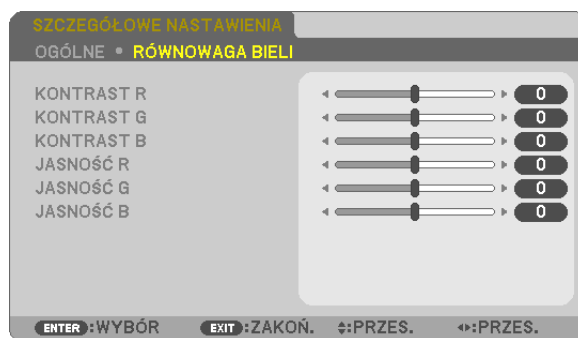 SZCZEGÓŁOWE NASTAWIENIA
OGÓLNE • RÓWNOWAGA BIELI
KONTRAST R 0
KONTRAST G 0
KONTRAST B 0
JASNOŚĆ R 0
JASNOŚĆ G 0
JASNOŚĆ B 0
ENTER:WYBÓR EXIT:ZAKOŃ. :PRZES. :PRZES.